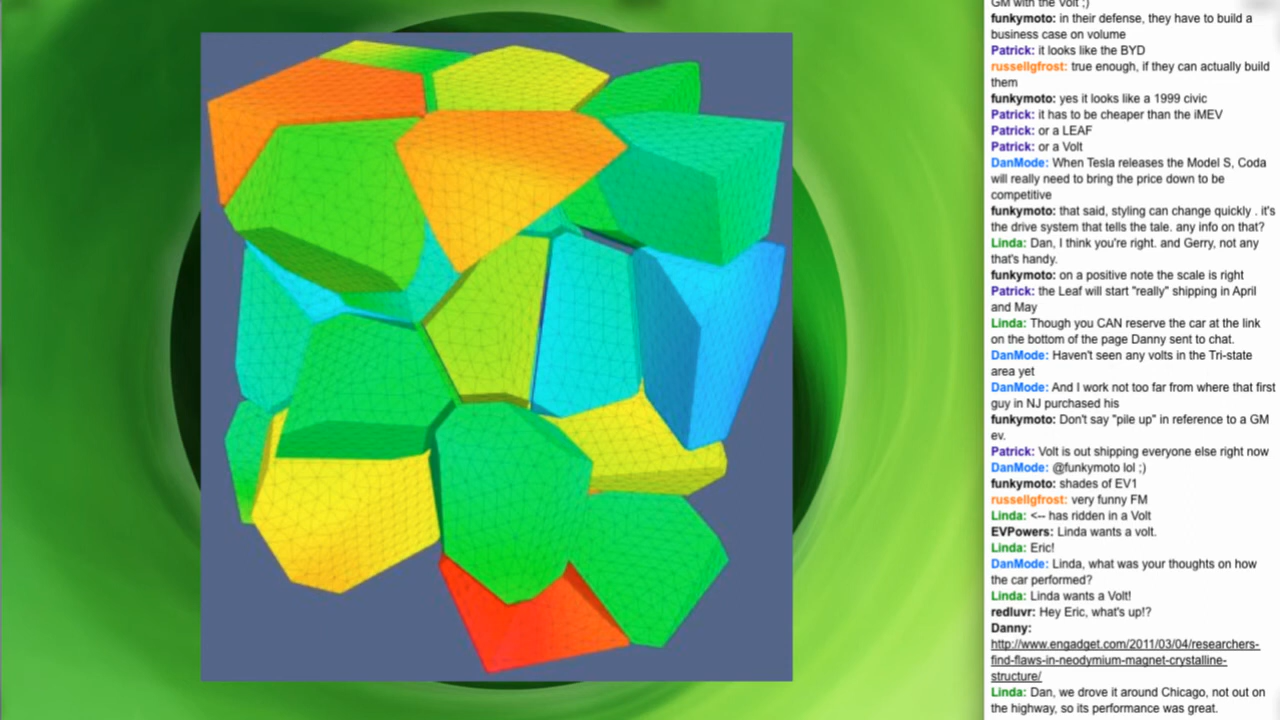 GM with the Volt ;)
funkymoto: in their defense, they have to build a
business case on volume
Patrick: it looks like the BYD
russellgfrost: true enough, if they can actually build
them
funkymoto: yes it looks like a 1999 civic
Patrick: it has to be cheaper than the iMEV
Patrick: or a LEAF
Patrick: or a Volt
DanMode: When Tesla releases the Model S, Coda
will really need to bring the price down to be
competitive
funkymoto: that said, styling can change quickly . it's
the drive system that tells the tale. any info on that?
Linda: Dan, I think you're right. and Gerry, not any
that's handy.
funkymoto: on a positive note the scale is right
Patrick: the Leaf will start "really" shipping in April
and May
Linda: Though you CAN reserve the car at the link
on the bottom of the page Danny sent to chat.
DanMode: Haven't seen any volts in the Tri-state
area yet
DanMode: And I work not too far from where that first
guy in NJ purchased his
funkymoto: Don't say "pile up" in reference to a GM
ev.
Patrick: Volt is out shipping everyone else right now
DanMode: @funkymoto lol ;)
funkymoto: shades of EV1
russellgfrost: very funny FM
Linda: <-- has ridden in a Volt
EVPowers: Linda wants a volt.
Linda: Eric!
DanMode: Linda, what was your thoughts on how
the car performed?
Linda: Linda wants a Volt!
redluvr: Hey Eric, what's up!?
Danny:
http://www.engadget.com/2011/03/04/researchers-
find-flaws-in-neodymium-magnet-crystalline-
structure/
Linda: Dan, we drove it around Chicago, not out on
the highway, so its performance was great.